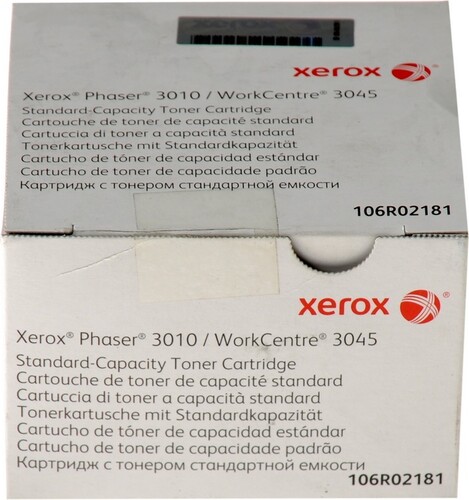 xerox
Xerox® Phaser® 3010 / WorkCentre® 3045
Standard-Capacity Toner Cartridge
Cartouche de toner de capacité standard
Cartuccia di toner a capacità standard
Tonerkartusche mit Standardkapazität
Cartucho de tóner de capacidad estándar
Cartucho de toner de capacidade padrão
Картридж с тонером стандартной емкости
106R02181
xerox
Xerox® Phaser® 3010 / WorkCentre® 3045
Standard-Capacity Toner Cartridge
Cartouche de toner de capacité standard
Cartuccia di toner a capacità standard
Tonerkartusche mit Standardkapazität
Cartucho de tóner de capacidad estándar
Cartucho de toner de capacidade padrão
Картридж с тонером стандартной емкости
106R02181